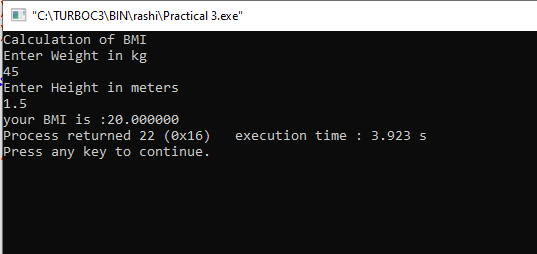 "C:\TURBOC3\BIN\rashi\Practical 3.exe"
Calculation of BMI
Enter Weight in kg
45
Enter Height in meters
1.5
your BMI is :20.000000
Process returned 22 (0x16)   execution time : 3.923 s
Press any key to continue.